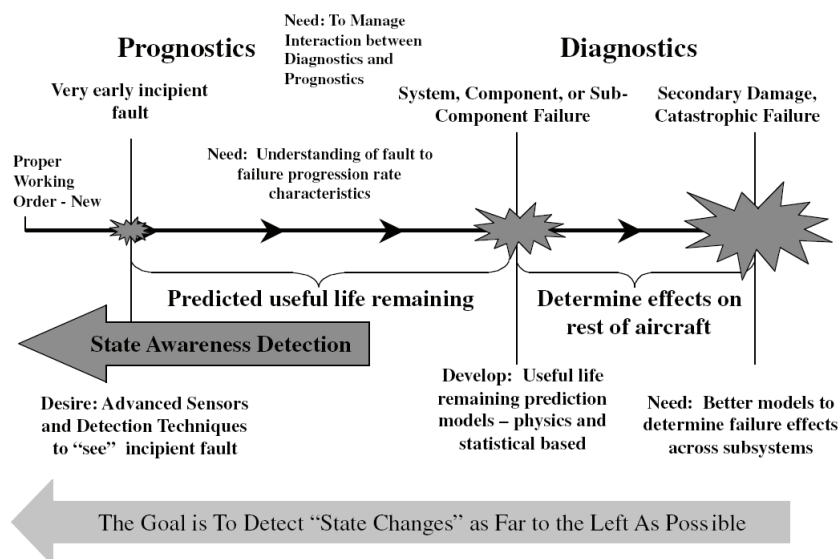 Need: To Manage
Interaction between
Diagnostics and
Prognostics
Prognostics
Diagnostics
Very early incipient
fault
System, Component, or Sub-
Component Failure
Secondary Damage,
Catastrophic Failure
Proper
Working
Order - New
Need: Understanding of fault to
failure progression rate
characteristics
Predicted useful life remaining
Determine effects on
rest of aircraft
State Awareness Detection
Desire: Advanced Sensors
and Detection Techniques
to “see” incipient fault
Develop: Useful life
remaining prediction
models – physics and
statistical based
Need: Better models to
determine failure effects
across subsystems
The Goal is To Detect “State Changes” as Far to the Left As Possible